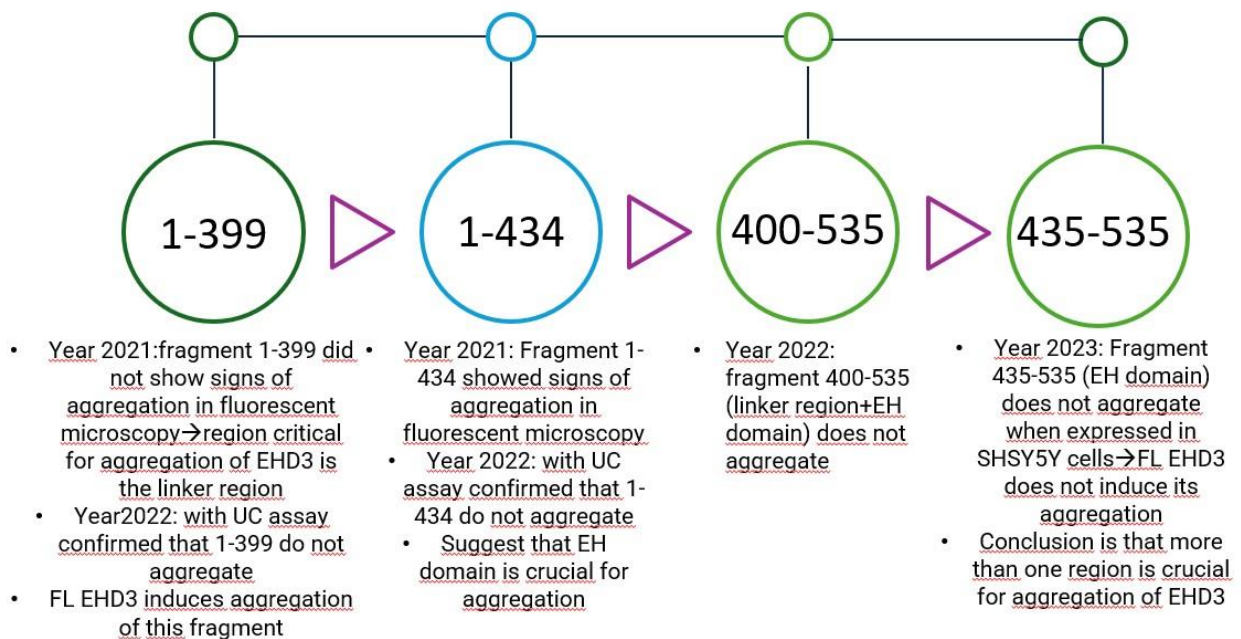 1-399
1-434
400-535
435-535
• Year 2021:fragment 1-399 did
not show signs of
aggregation in fluorescent
microscopy→region critical
for aggregation of EHD3 is
the linker region
• Year2022: with UC assay
confirmed that 1-399 do not
aggregate
• FL EHD3 induces aggregation
of this fragment
• Year 2021: Fragment 1-
434 showed signs of
aggregation in
fluorescent microscopy
• Year 2022: with UC
assay confirmed that 1-
434 do not aggregate
• Suggest that EH
domain is crucial for
aggregation
• Year 2022:
fragment 400-535
(linker region+EH
domain) does not
aggregate
• Year 2023: Fragment
435-535 (EH domain)
does not aggregate
when expressed in
SHSY5Y cells→FL EHD3
does not induce its
aggregation
• Conclusion is that more
than one region is crucial
for aggregation of EHD3